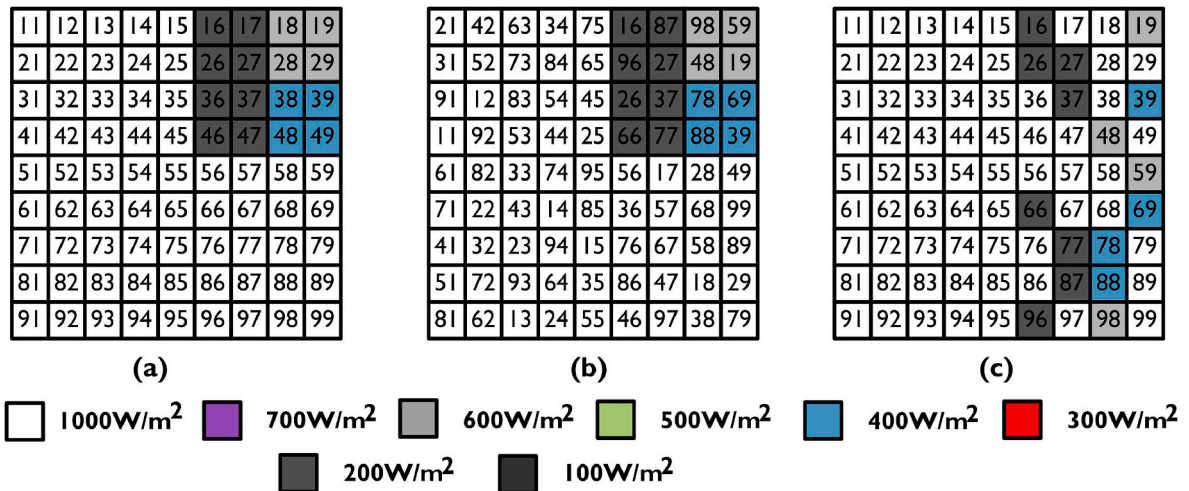 11 12 13 14 15 16 17 18 19 21 42 63 34 75 16 87 98 59 11 12 13 14 15 16 17 18 19
21 22 23 24 25 26 27 28 29 31 52 73 84 65 96 27 48 19 21 22 23 24 25 26 27 28 29
31 32 33 34 35 36 37 38 39 91 12 83 54 45 26 37 78 69 31 32 33 34 35 36 37 38 39
41 42 43 44 45 46 47 48 49 11 92 53 44 25 66 77 88 39 41 42 43 44 45 46 47 48 49
51 52 53 54 55 56 57 58 59 61 82 33 74 95 56 17 28 49 51 52 53 54 55 56 57 58 59
61 62 63 64 65 66 67 68 69 71 22 43 14 85 36 57 68 99 61 62 63 64 65 66 67 68 69
71 72 73 74 75 76 77 78 79 41 32 23 94 15 76 67 58 89 71 72 73 74 75 76 77 78 79
81 82 83 84 85 86 87 88 89 51 72 93 64 35 86 47 18 29 81 82 83 84 85 86 87 88 89
91 92 93 94 95 96 97 98 99 81 62 13 24 55 46 97 38 79 91 92 93 94 95 96 97 98 99
(a) (b) (c)
1000W/m² 700W/m² 600W/m² 500W/m² 400W/m² 300W/m²
200W/m² 100W/m²